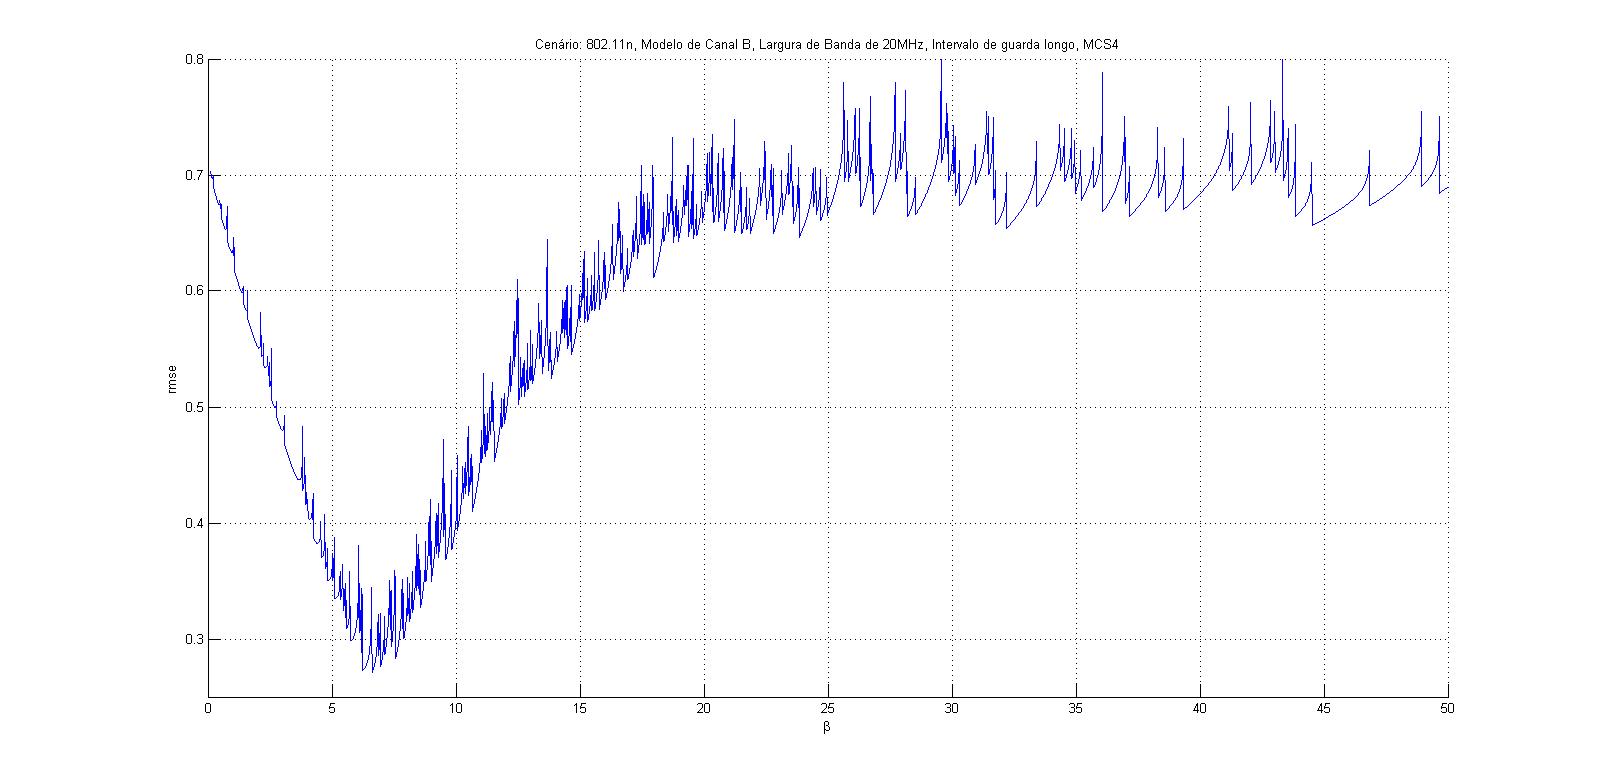 Cenário: 802.11n, Modelo de Canal B, Largura de Banda de 20MHz, Intervalo de guarda longo, MCS4
0.8
0.7
0.6
0.5
0.4
0.3
rmse
0 5 10 15 20 25 30 35 40 45 50
β